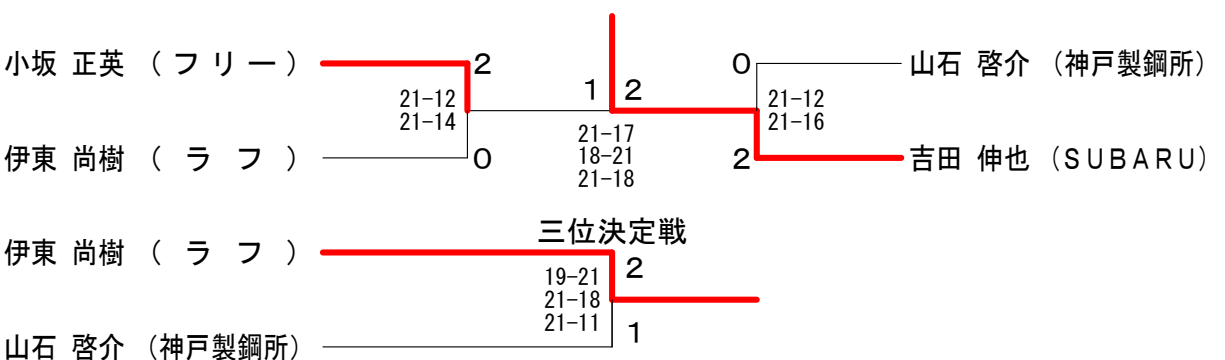 小坂 正英 (フリー) 2 0 山石 啓介 (神戸製鋼所)
21-12 1 2 21-12
21-14 21-16
伊東 尚樹 (ラフ) 0 21-17 2 吉田 伸也 (SUBARU)
18-21
21-18
三位決定戦
伊東 尚樹 (ラフ) 2
19-21
21-18
21-11 1
山石 啓介 (神戸製鋼所)